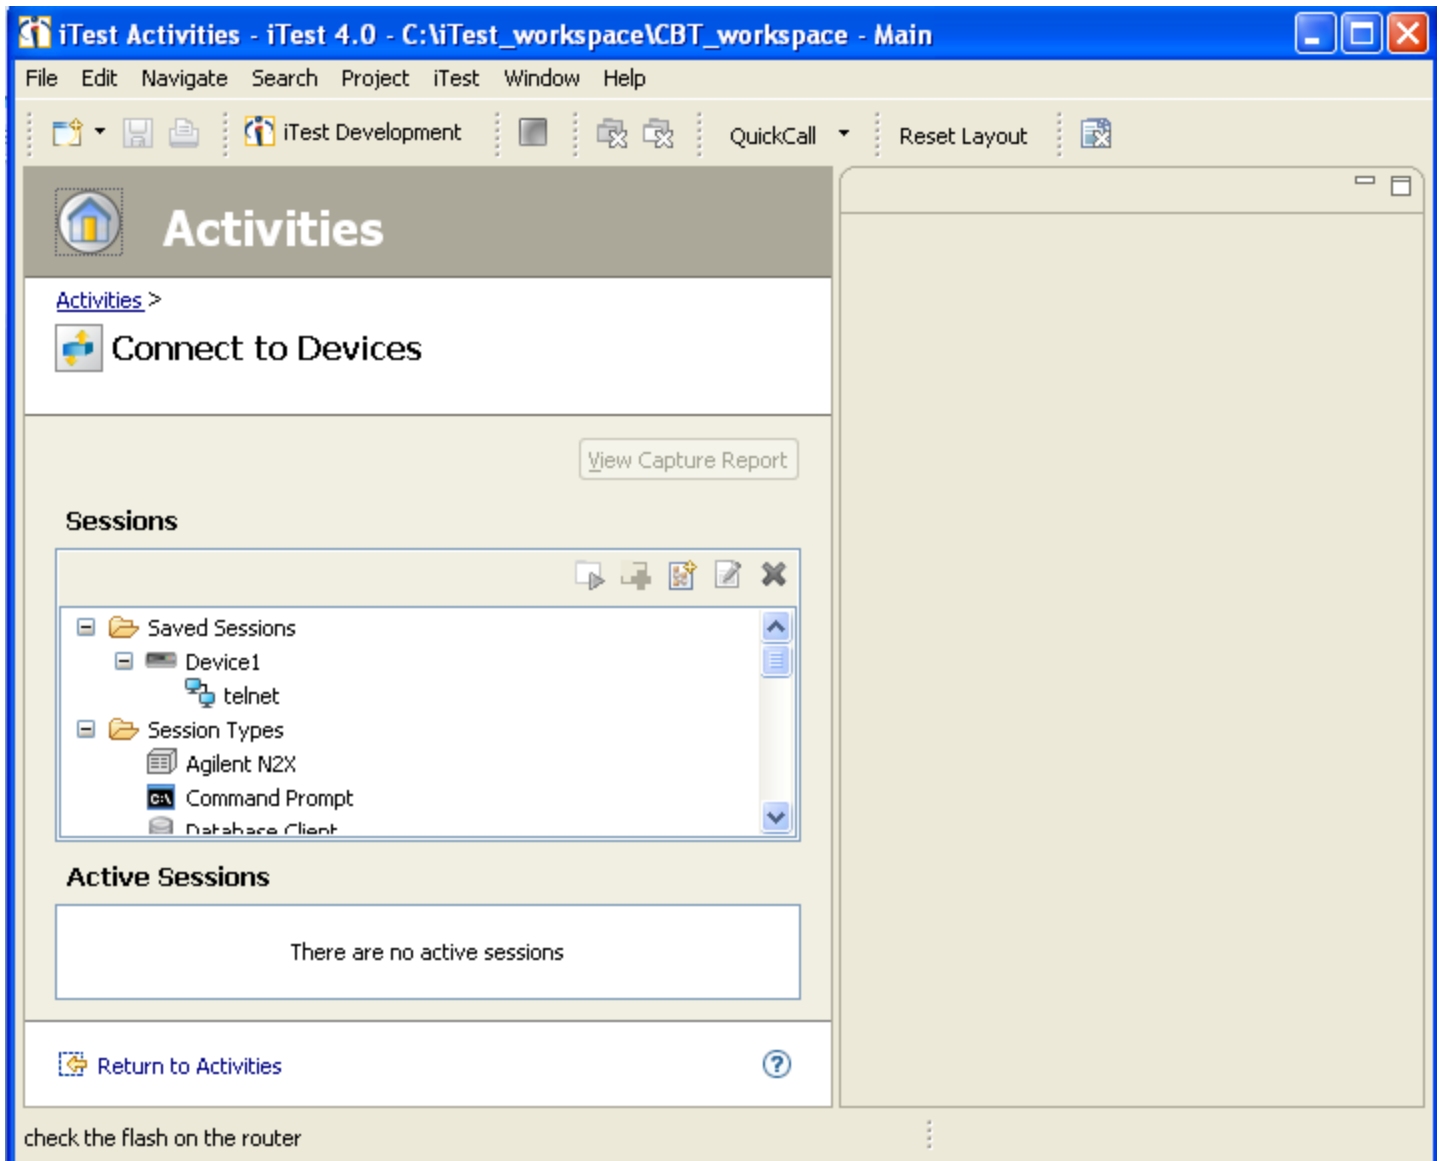 iTest Activities - iTest 4.0 - C:\iTest_workspace\CBT_workspace - Main
File Edit Navigate Search Project iTest Window Help
iTest Development QuickCall Reset Layout
Activities
Activities >
Connect to Devices
View Capture Report
Sessions
Saved Sessions
Device1
telnet
Session Types
Agilent N2X
C:\ Command Prompt
Database Client
Active Sessions
There are no active sessions
Return to Activities ?
check the flash on the router